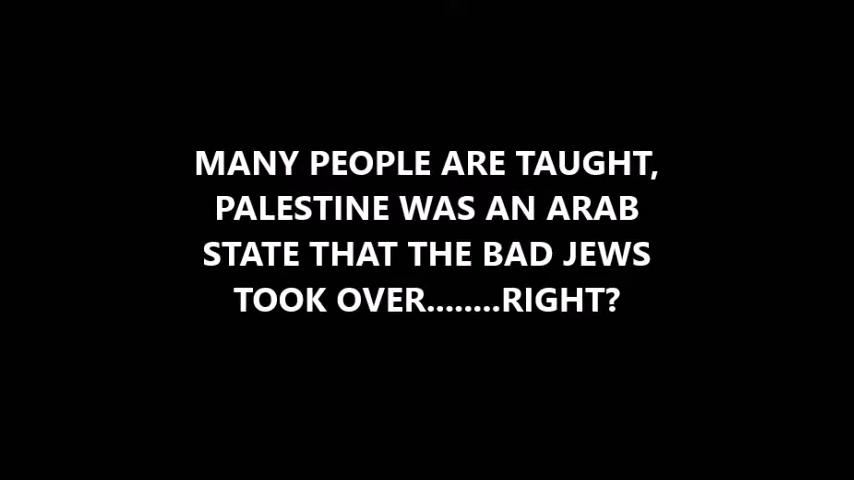 MANY PEOPLE ARE TAUGHT,
PALESTINE WAS AN ARAB
STATE THAT THE BAD JEWS
TOOK OVER........RIGHT?